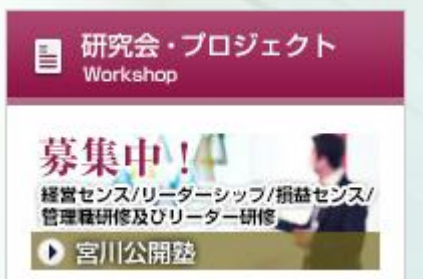 研究会・プロジェクト
Workshop
募集中！
経営センス/リーダーシップ/損益センス/
管理職研修及びリーダー研修
宮川公開塾